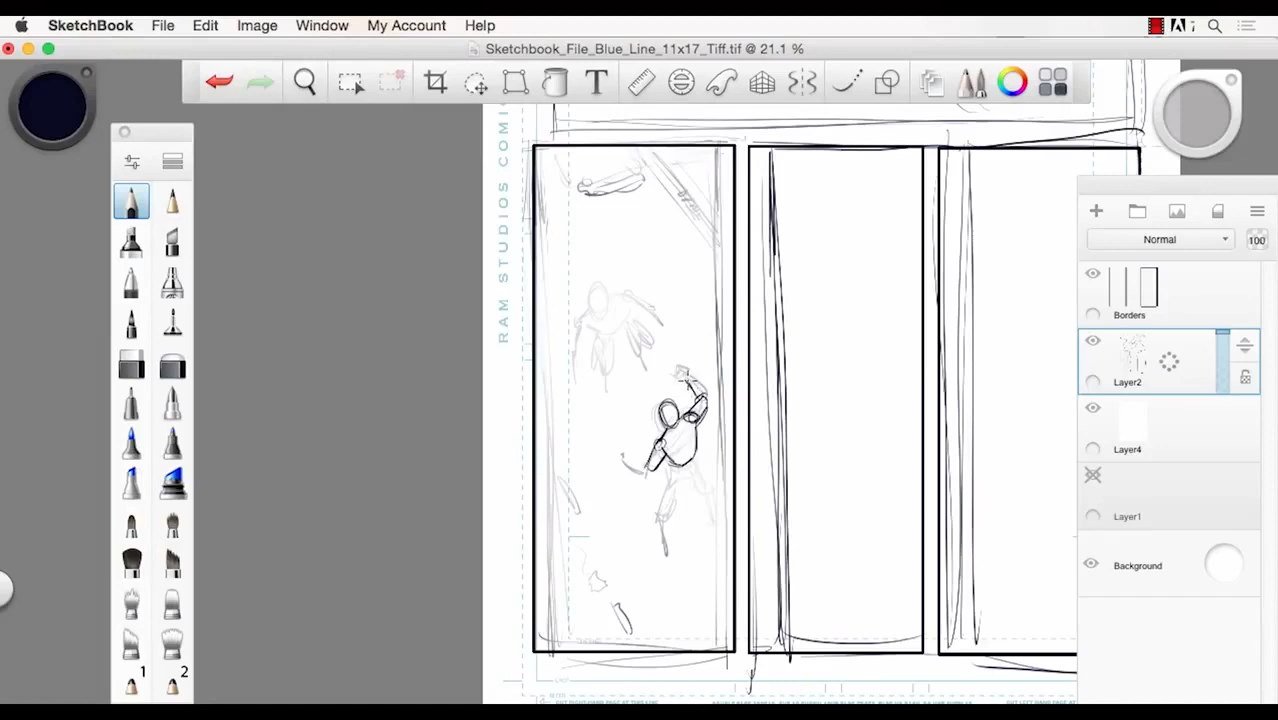 SketchBook File Edit Image Window My Account Help
Sketchbook_File_Blue_Line_11x17_Tiff.tif @ 21.1 %
RAM STUDIOS COMI
Normal
100
Borders
Layer2
Layer4
Layer1
Background
1
2